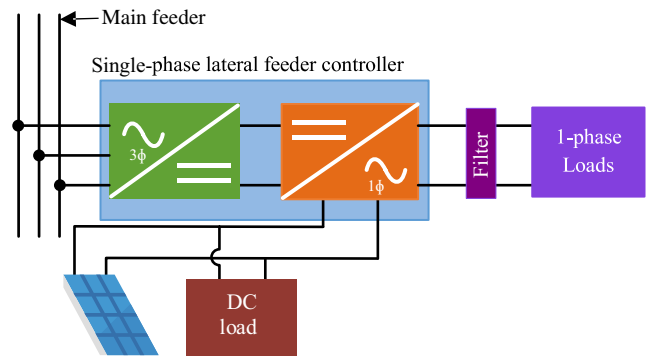 Main feeder
Single-phase lateral feeder controller
3ϕ
1ϕ
Filter
1-phase
Loads
DC
load